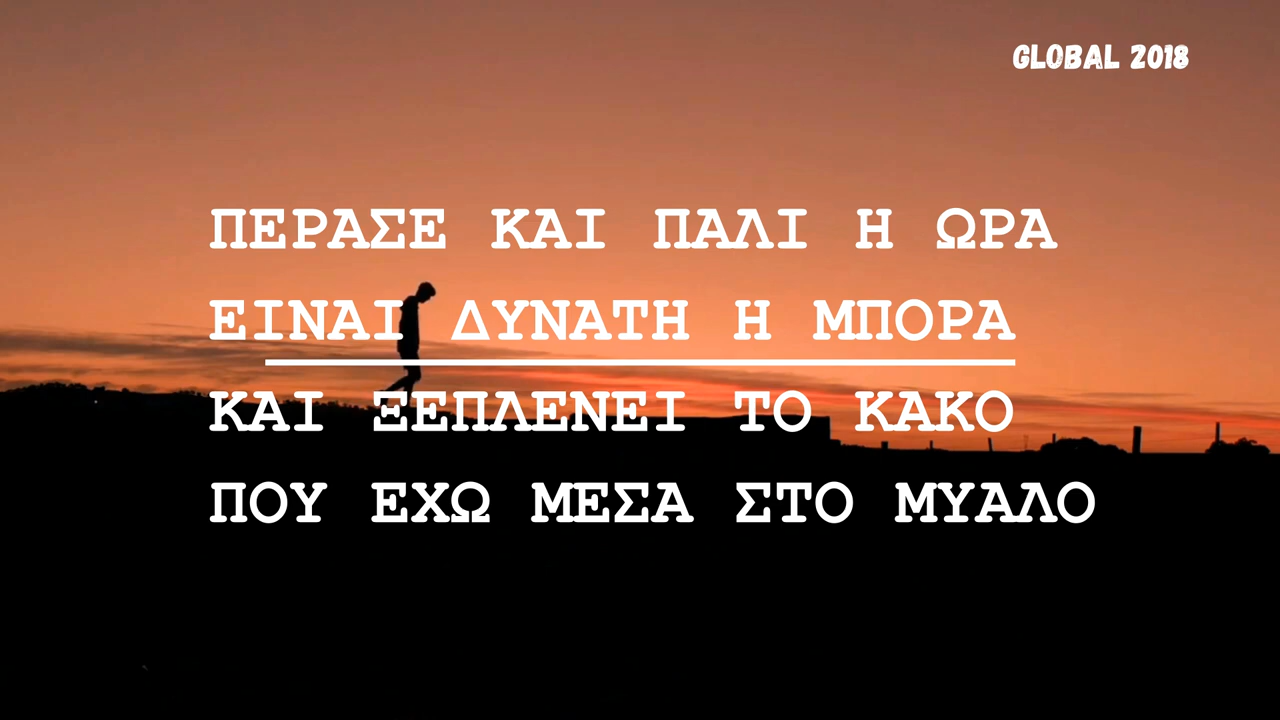 GLOBAL 2018
ΠΕΡΑΣΕ ΚΑΙ ΠΑΛΙ Η ΩΡΑ
ΕΙΝΑΙ ΔΥΝΑΤΗ Η ΜΠΟΡΑ
ΚΑΙ ΞΕΠΛΕΝΕΙ ΤΟ ΚΑΚΟ
ΠΟΥ ΕΧΩ ΜΕΣΑ ΣΤΟ ΜΥΑΛΟ